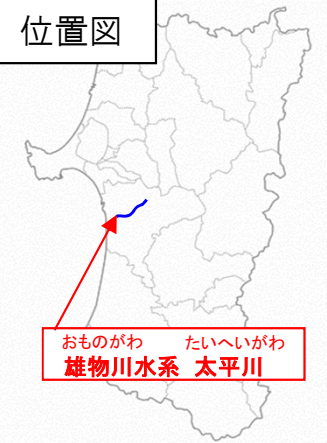 位置図
おものがわ たいへいがわ
雄物川水系 太平川